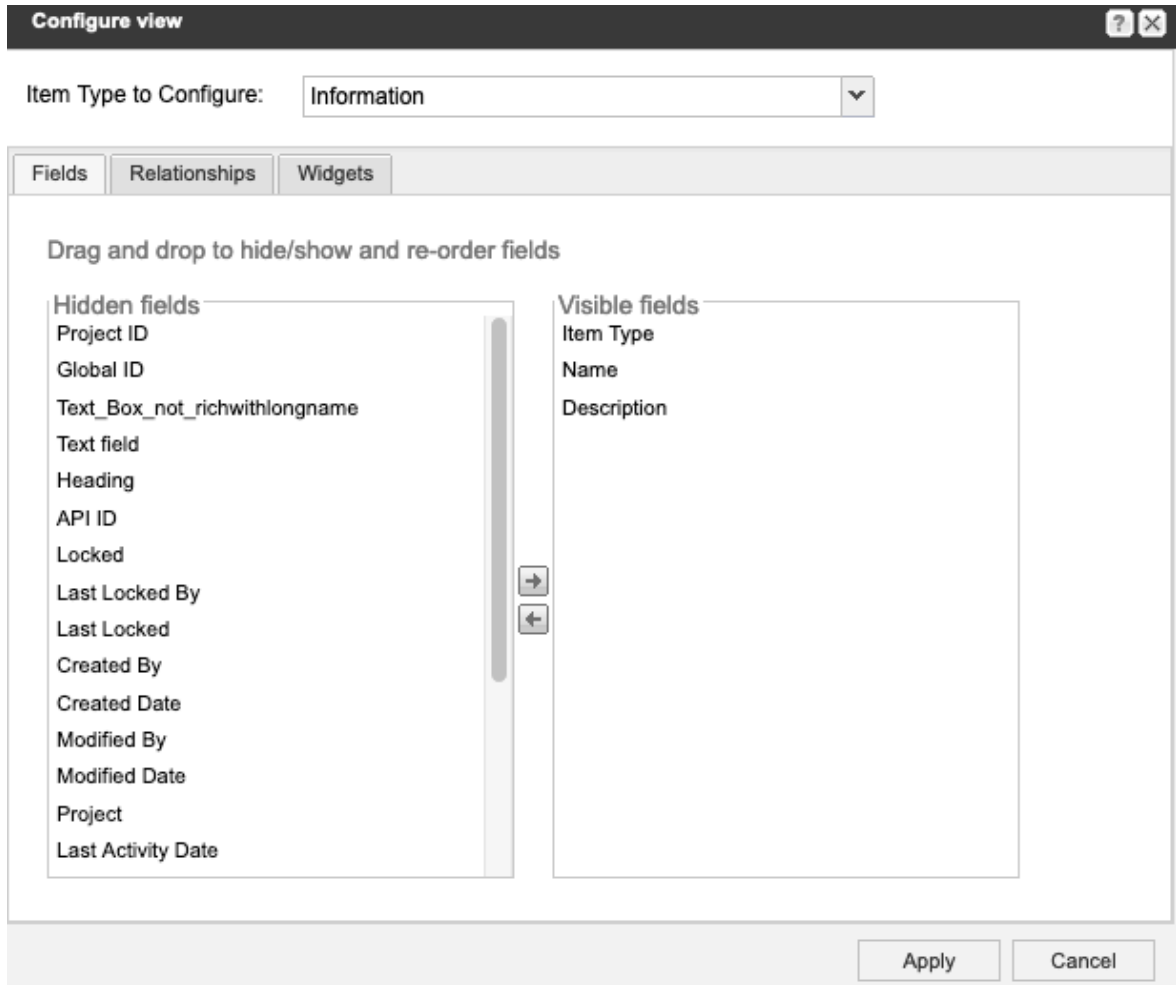 Configure view
Item Type to Configure:
Information
Fields
Relationships
Widgets
Drag and drop to hide/show and re-order fields
Hidden fields
Project ID
Global ID
Text_Box_not_richwithlongname
Text field
Heading
API ID
Locked
Last Locked By
Last Locked
Created By
Created Date
Modified By
Modified Date
Project
Last Activity Date
Visible fields
Item Type
Name
Description
Apply
Cancel